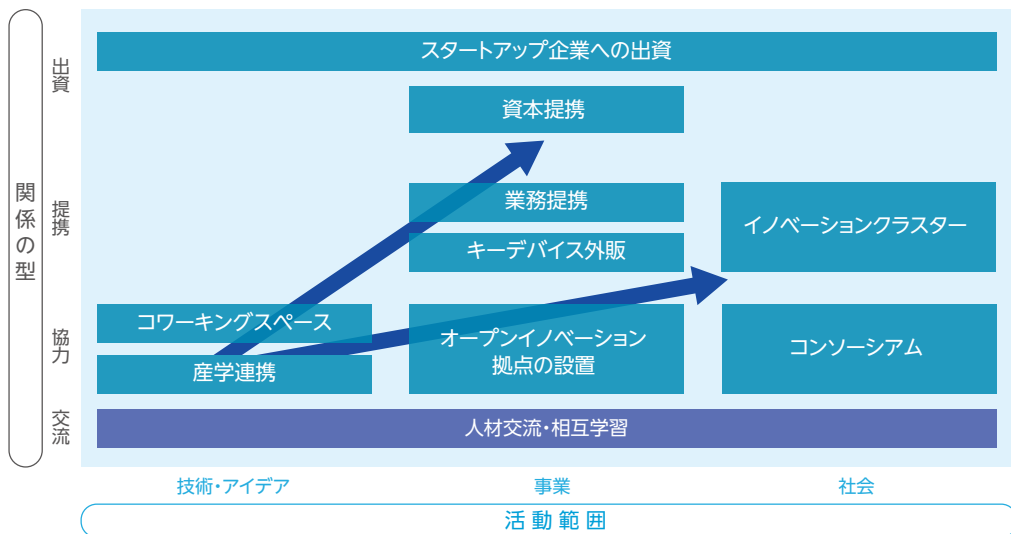 関係の型
出資
提携
協力
交流
スタートアップ企業への出資
資本提携
業務提携
キーデバイス外販
イノベーションクラスター
コワーキングスペース
産学連携
オープンイノベーション
拠点の設置
コンソーシアム
人材交流・相互学習
技術・アイデア
事業
社会
活動範囲